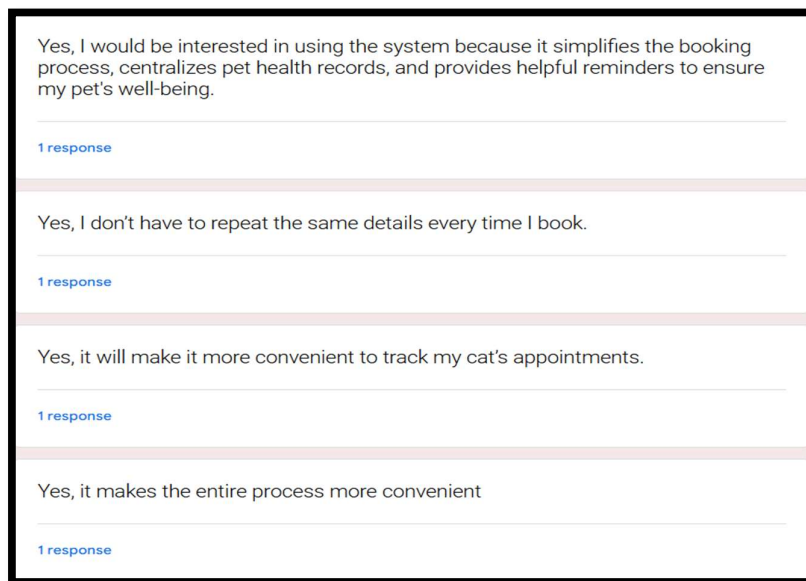 Yes, I would be interested in using the system because it simplifies the booking
process, centralizes pet health records, and provides helpful reminders to ensure
my pet's well-being.
1 response
Yes, I don’t have to repeat the same details every time I book.
1 response
Yes, it will make it more convenient to track my cat’s appointments.
1 response
Yes, it makes the entire process more convenient
1 response